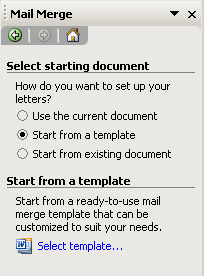 Mail Merge
Select starting document
How do you want to set up your
letters?
Use the current document
Start from a template
Start from existing document
Start from a template
Start from a ready-to-use mail
merge template that can be
customized to suit your needs.
Select template...